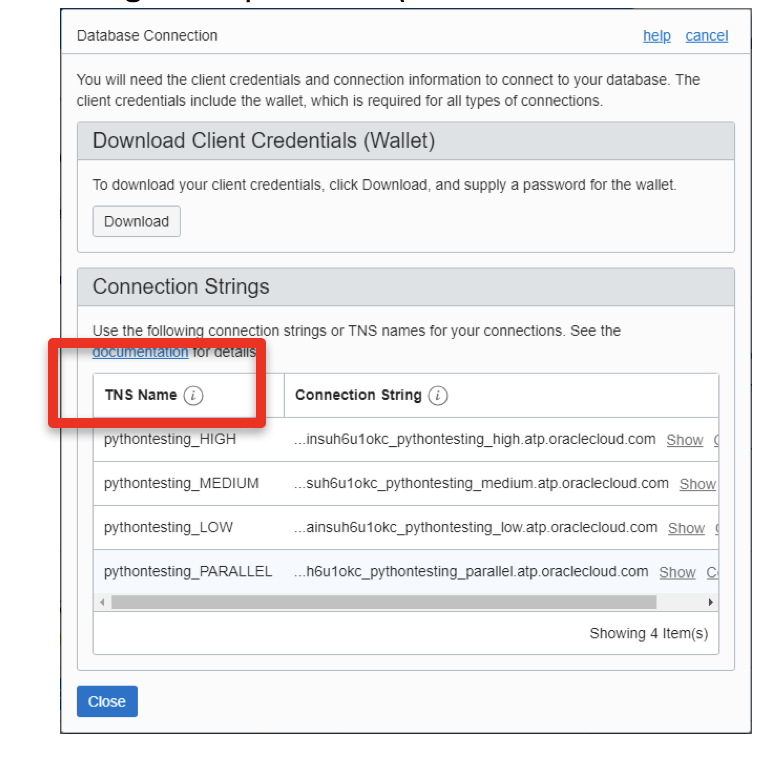 Database Connection help cancel
You will need the client credentials and connection information to connect to your database. The
client credentials include the wallet, which is required for all types of connections.
Download Client Credentials (Wallet)
To download your client credentials, click Download, and supply a password for the wallet.
Download
Connection Strings
Use the following connection strings or TNS names for your connections. See the
documentation for details
TNS Name i Connection String i
pythontesting_HIGH ...insuh6u1okc_pythontesting_high.atp.oraclecloud.com Show
pythontesting_MEDIUM ...suh6u1okc_pythontesting_medium.atp.oraclecloud.com Show
pythontesting_LOW ...ainsuh6u1okc_pythontesting_low.atp.oraclecloud.com Show
pythontesting_PARALLEL ...h6u1okc_pythontesting_parallel.atp.oraclecloud.com Show
Showing 4 Item(s)
Close